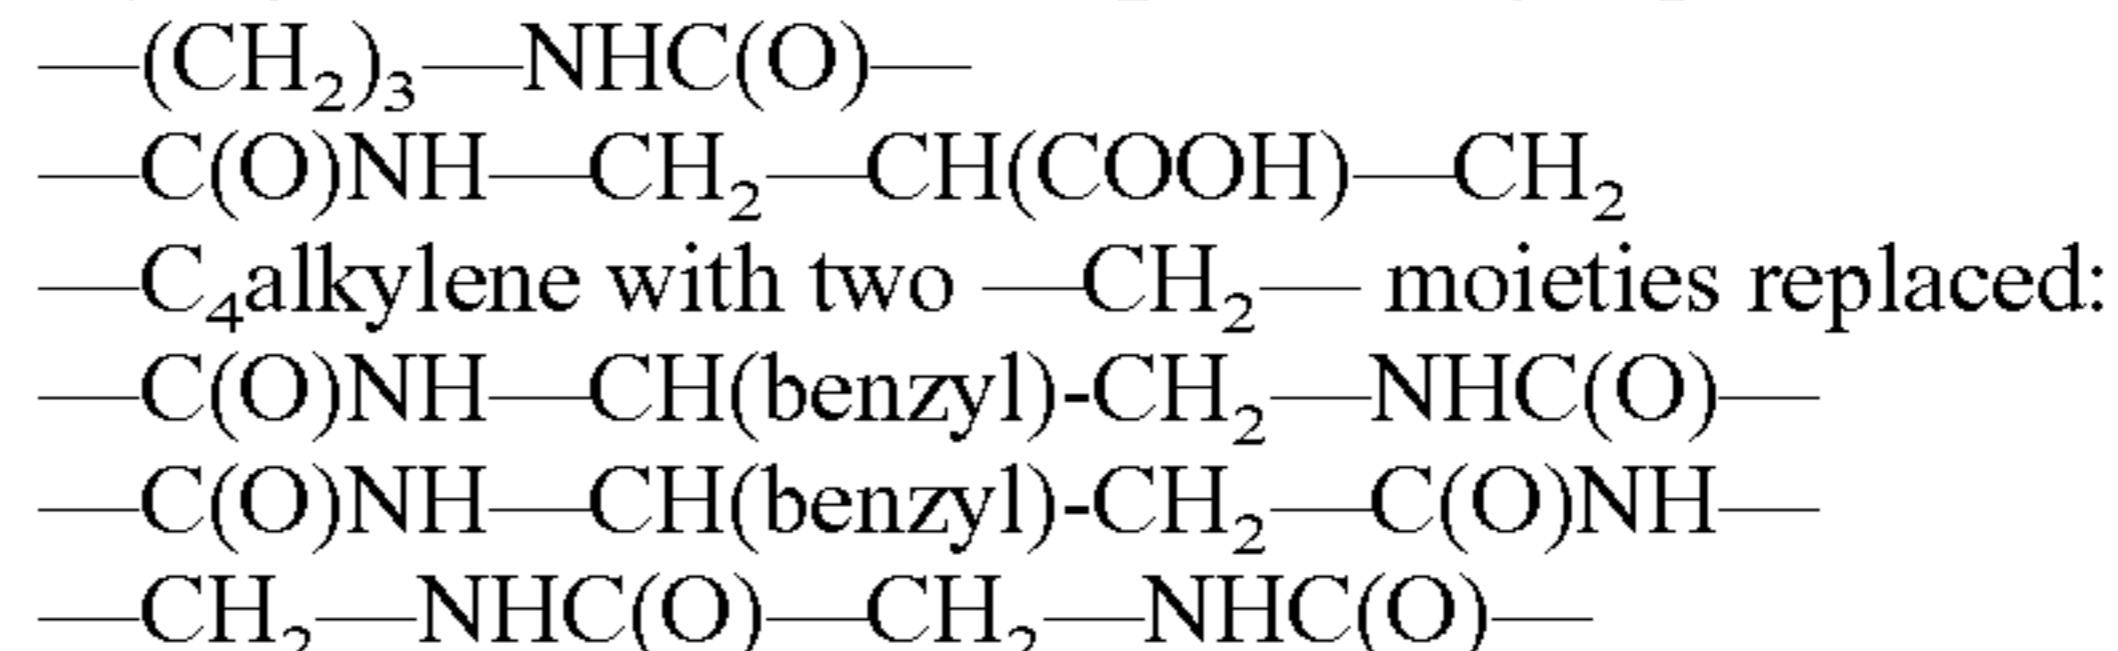 —(CH₂)₃—NHC(O)—
—C(O)NH—CH₂—CH(COOH)—CH₂
—C₄alkylene with two —CH₂— moieties replaced:
—C(O)NH—CH(benzyl)-CH₂—NHC(O)—
—C(O)NH—CH(benzyl)-CH₂—C(O)NH—
—CH₂—NHC(O)—CH₂—NHC(O)—